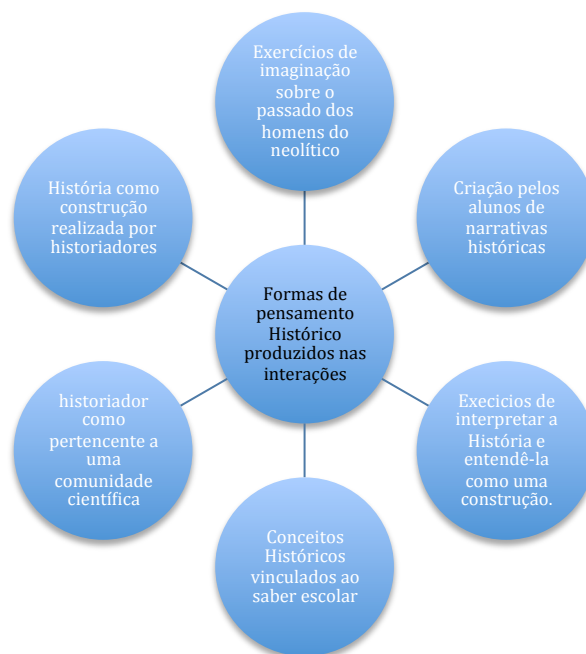 Exercícios de
imaginação
sobre o
passado dos
homens do
neolítico
História como
construção
realizada por
historiadores
Criação pelos
alunos de
narrativas
históricas
Formas de
pensamento
Histórico
produzidos nas
interações
historiador
como
pertencente a
uma
comunidade
científica
Execicios de
interpretar a
História e
entendê-la
como uma
construção.
Conceitos
Históricos
vinculados ao
saber escolar